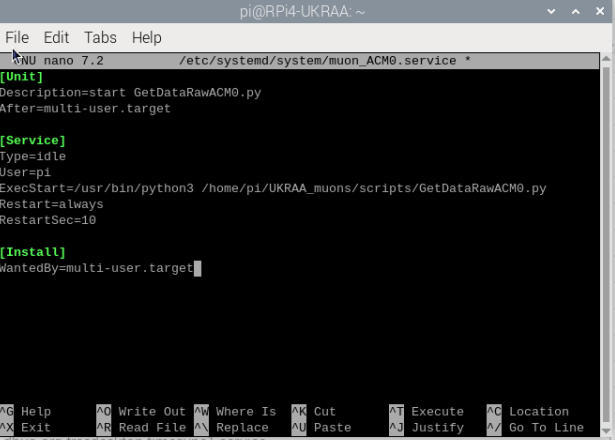 pi@RPi4-UKRAA: ~
File Edit Tabs Help
NU nano 7.2 /etc/systemd/system/muon_ACM0.service *
[Unit]
Description=start GetDataRawACM0.py
After=multi-user.target
[Service]
Type=idle
User=pi
ExecStart=/usr/bin/python3 /home/pi/UKRAA_muons/scripts/GetDataRawACM0.py
Restart=always
RestartSec=10
[Install]
WantedBy=multi-user.target
^G Help ^O Write Out ^W Where Is ^K Cut ^T Execute ^C Location
^X Exit ^R Read File ^\ Replace ^U Paste ^J Justify ^/ Go To Line